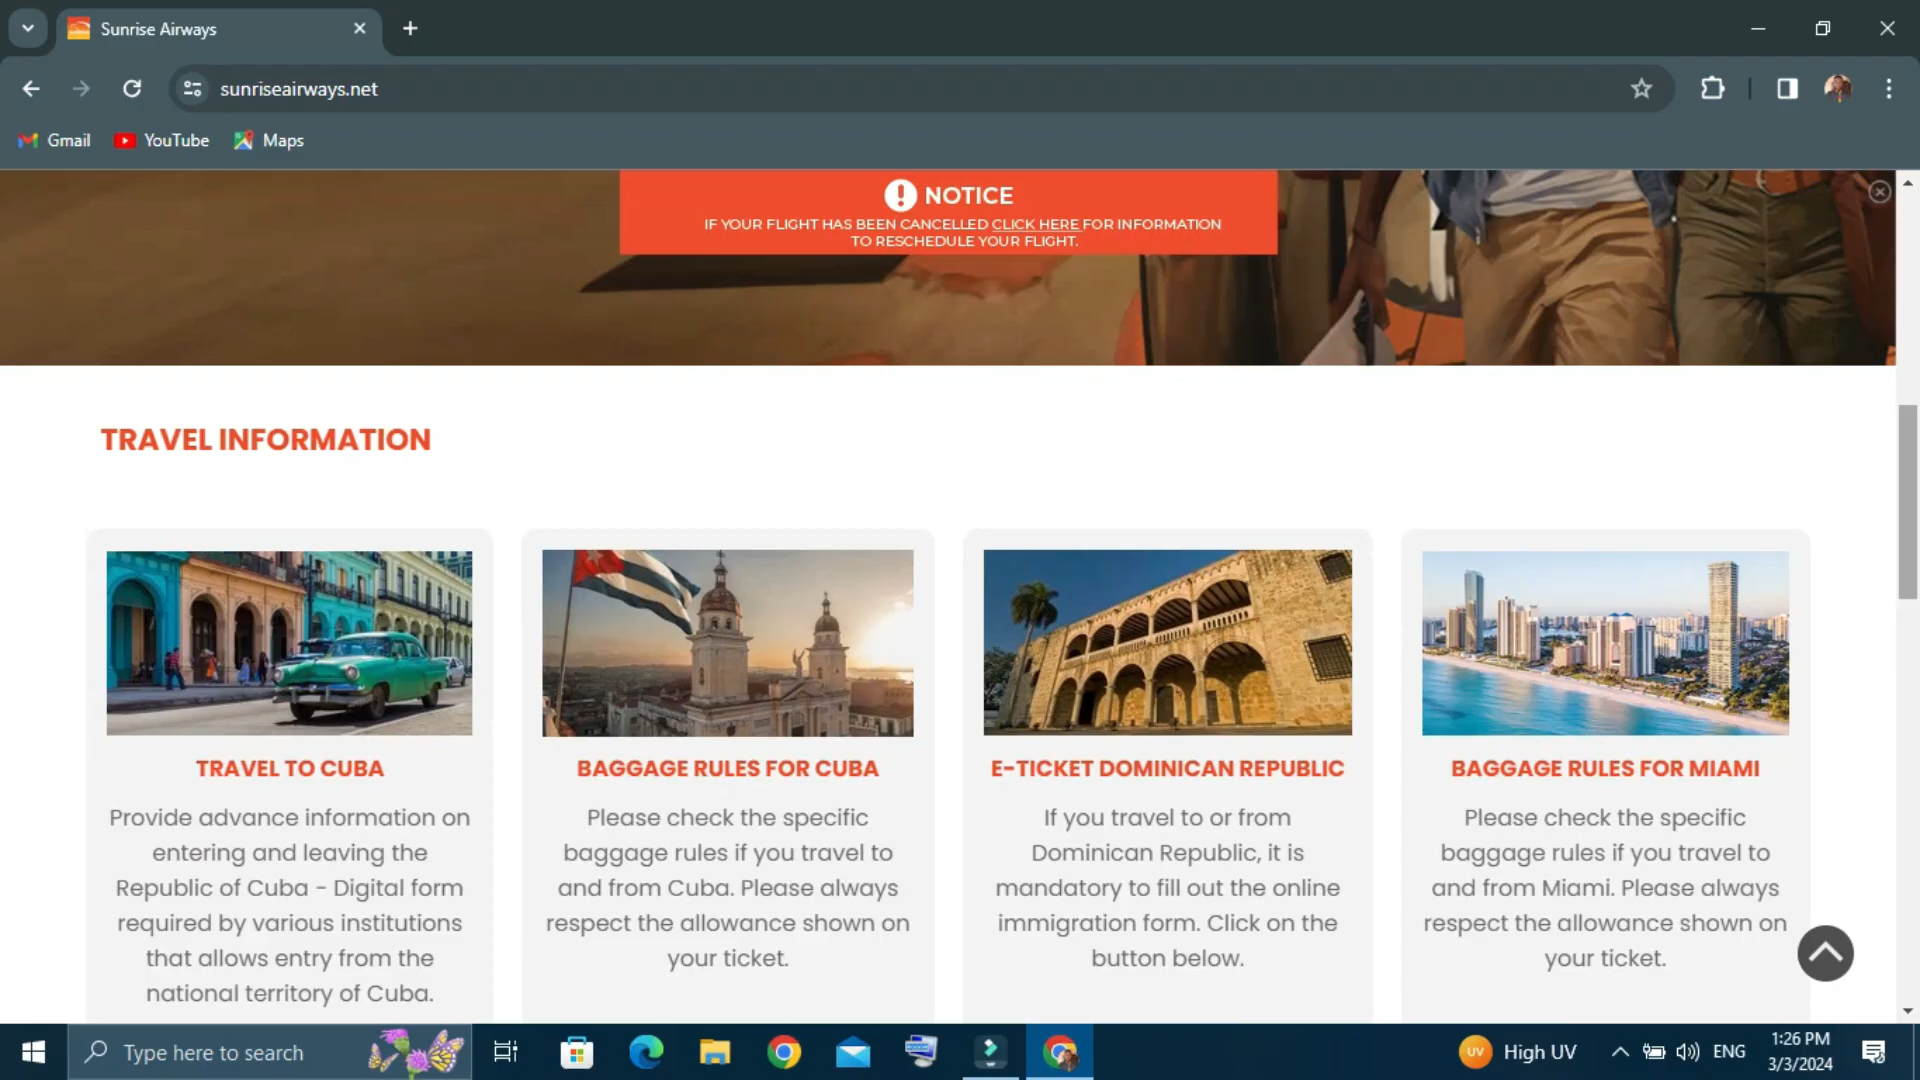 Sunrise Airways
sunriseairways.net
Gmail
YouTube
Maps
NOTICE
IF YOUR FLIGHT HAS BEEN CANCELLED CLICK HERE FOR INFORMATION
TO RESCHEDULE YOUR FLIGHT.
TRAVEL INFORMATION
TRAVEL TO CUBA
Provide advance information on
entering and leaving the
Republic of Cuba - Digital form
required by various institutions
that allows entry from the
national territory of Cuba.
BAGGAGE RULES FOR CUBA
Please check the specific
baggage rules if you travel to
and from Cuba. Please always
respect the allowance shown on
your ticket.
E-TICKET DOMINICAN REPUBLIC
If you travel to or from
Dominican Republic, it is
mandatory to fill out the online
immigration form. Click on the
button below.
BAGGAGE RULES FOR MIAMI
Please check the specific
baggage rules if you travel to
and from Miami. Please always
respect the allowance shown on
your ticket.
Type here to search
UV
High UV
ENG
1:26 PM
3/3/2024